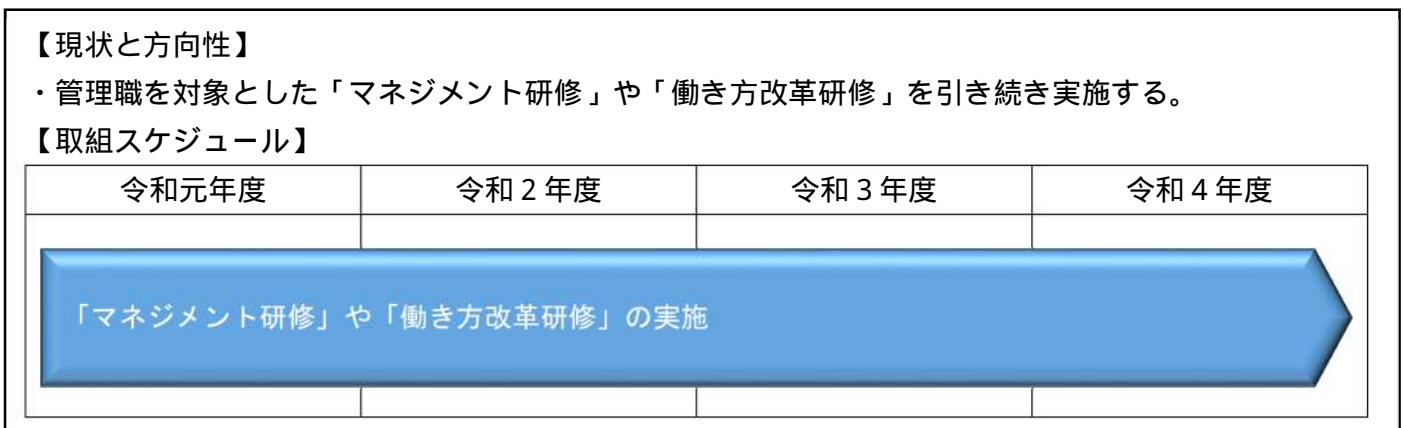 【現状と方向性】
・管理職を対象とした「マネジメント研修」や「働き方改革研修」を引き続き実施する。
【取組スケジュール】
令和元年度 令和２年度 令和３年度 令和４年度
「マネジメント研修」や「働き方改革研修」の実施